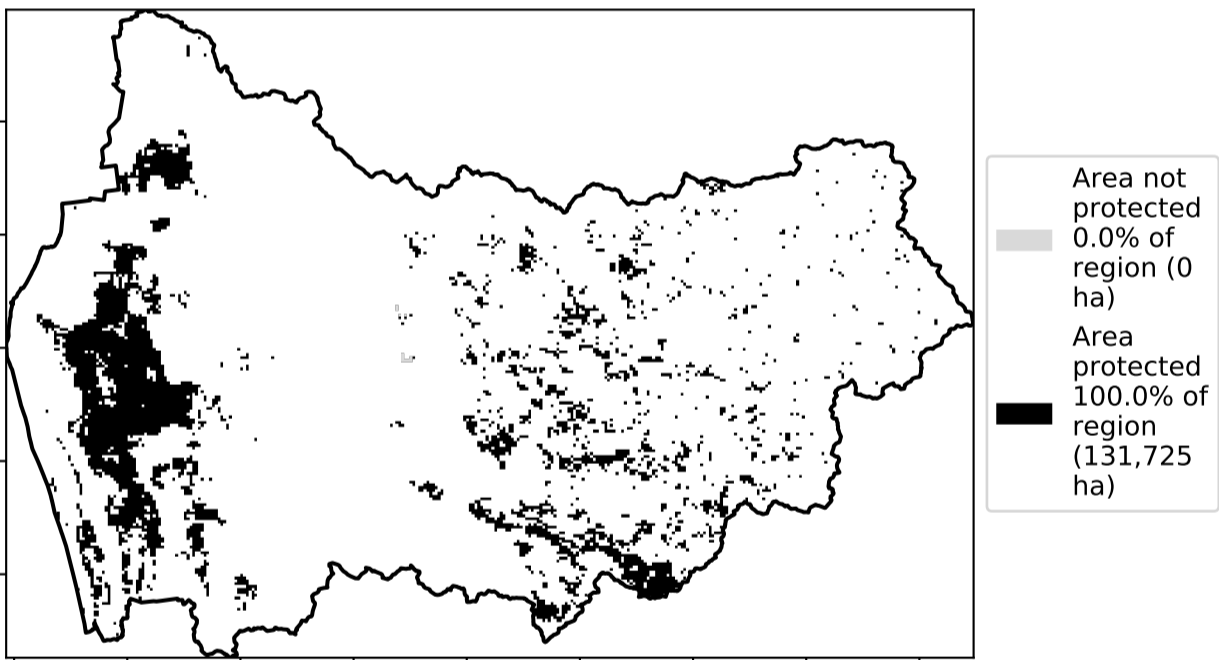 Area not
protected
0.0% of
region (0
ha)
Area
protected
100.0% of
region
(131,725
ha)